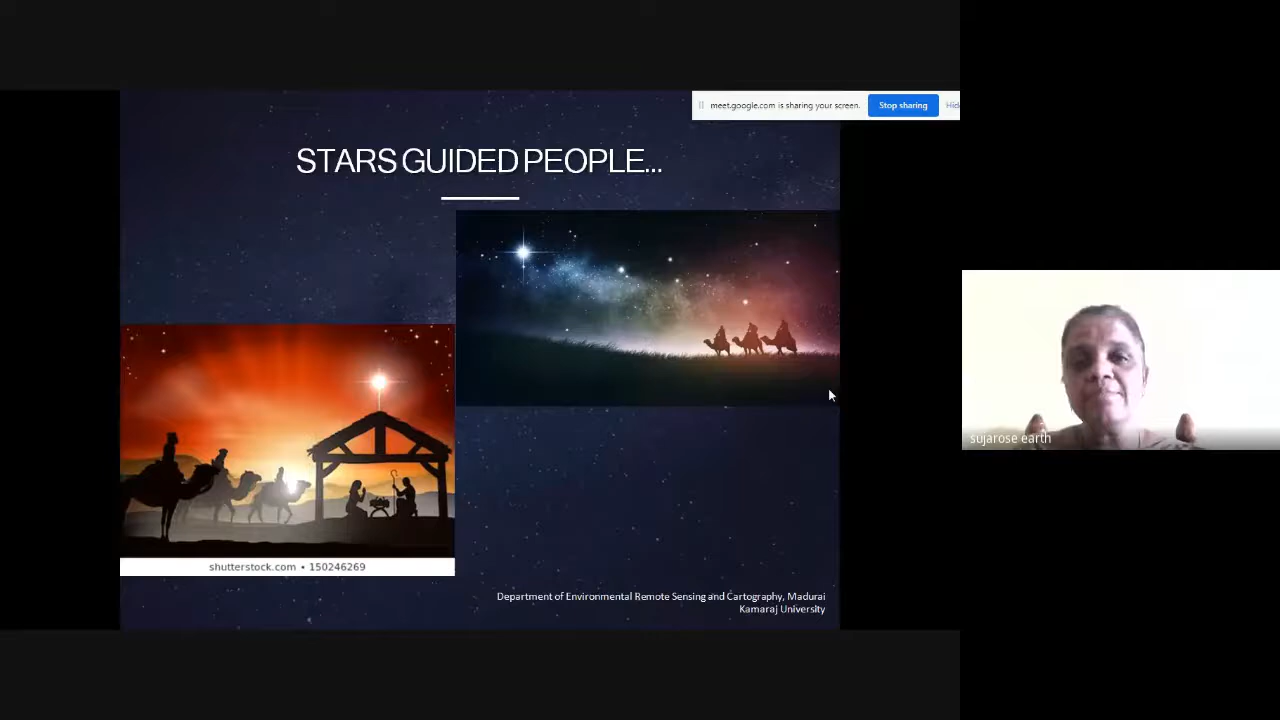 meet.google.com is sharing your screen.
Stop sharing
STARS GUIDED PEOPLE...
shutterstock.com • 150246269
sujarose earth
Department of Environmental Remote Sensing and Cartography, Madurai
Kamaraj University